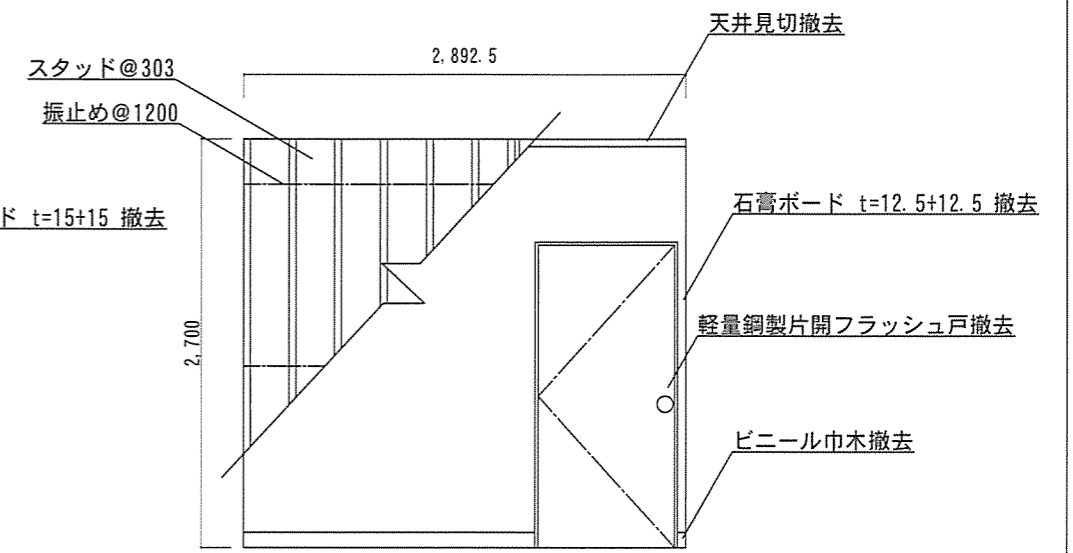 天井見切撤去
2,892.5
スタッド@303
振止め@1200
ド t=15+15 撤去
石膏ボード t=12.5+12.5 撤去
2,700
軽量鋼製片開フラッシュ戸撤去
ビニール巾木撤去